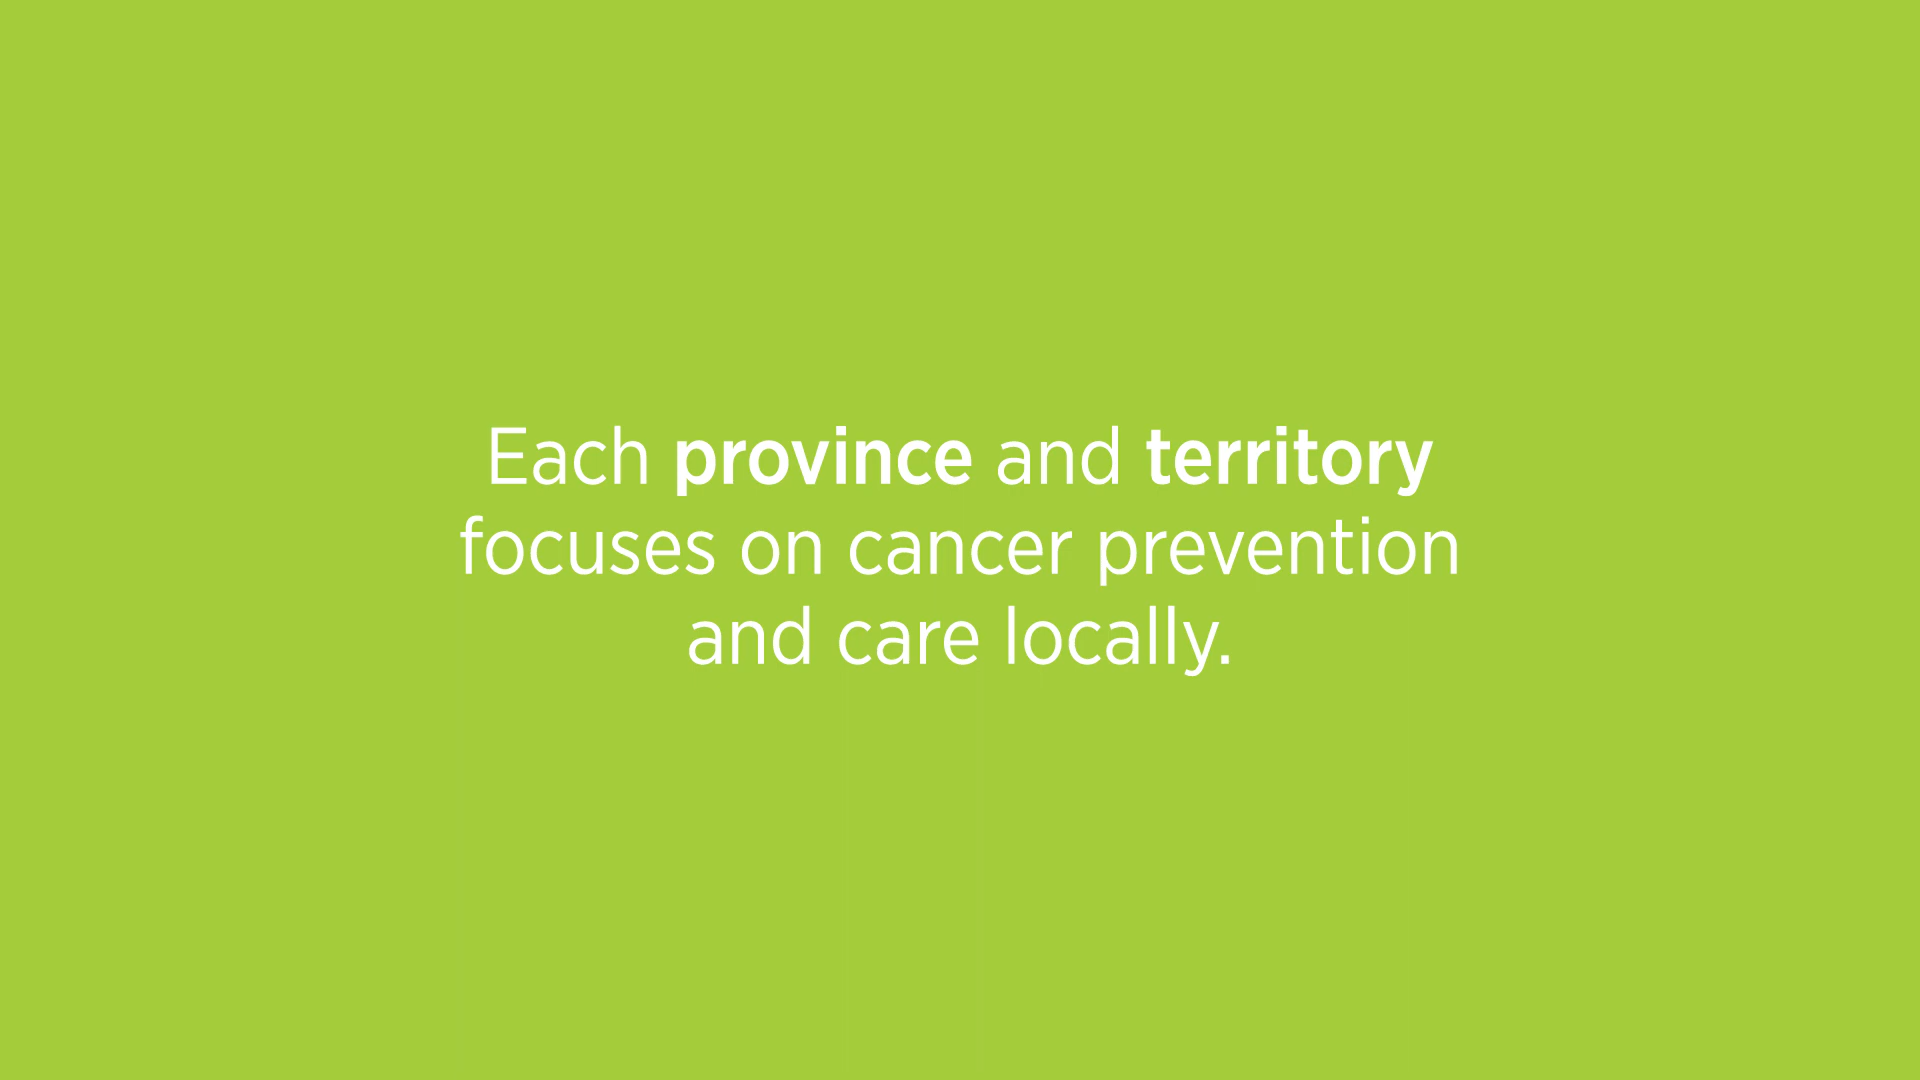 Each province and territory
focuses on cancer prevention
and care locally.